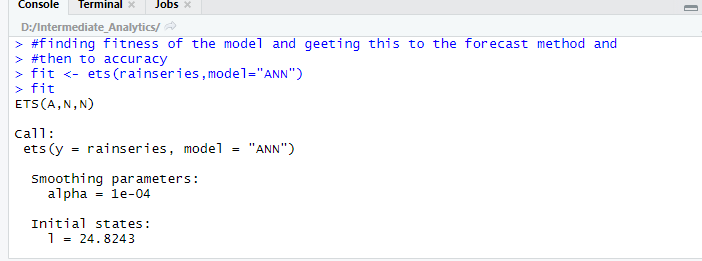 Console Terminal × Jobs ×
D:/Intermediate_Analytics/
> #finding fitness of the model and geeting this to the forecast method and
> #then to accuracy
> fit <- ets(rainseries,model="ANN")
> fit
ETS(A,N,N)
Call:
ets(y = rainseries, model = "ANN")
Smoothing parameters:
alpha = 1e-04
Initial states:
l = 24.8243